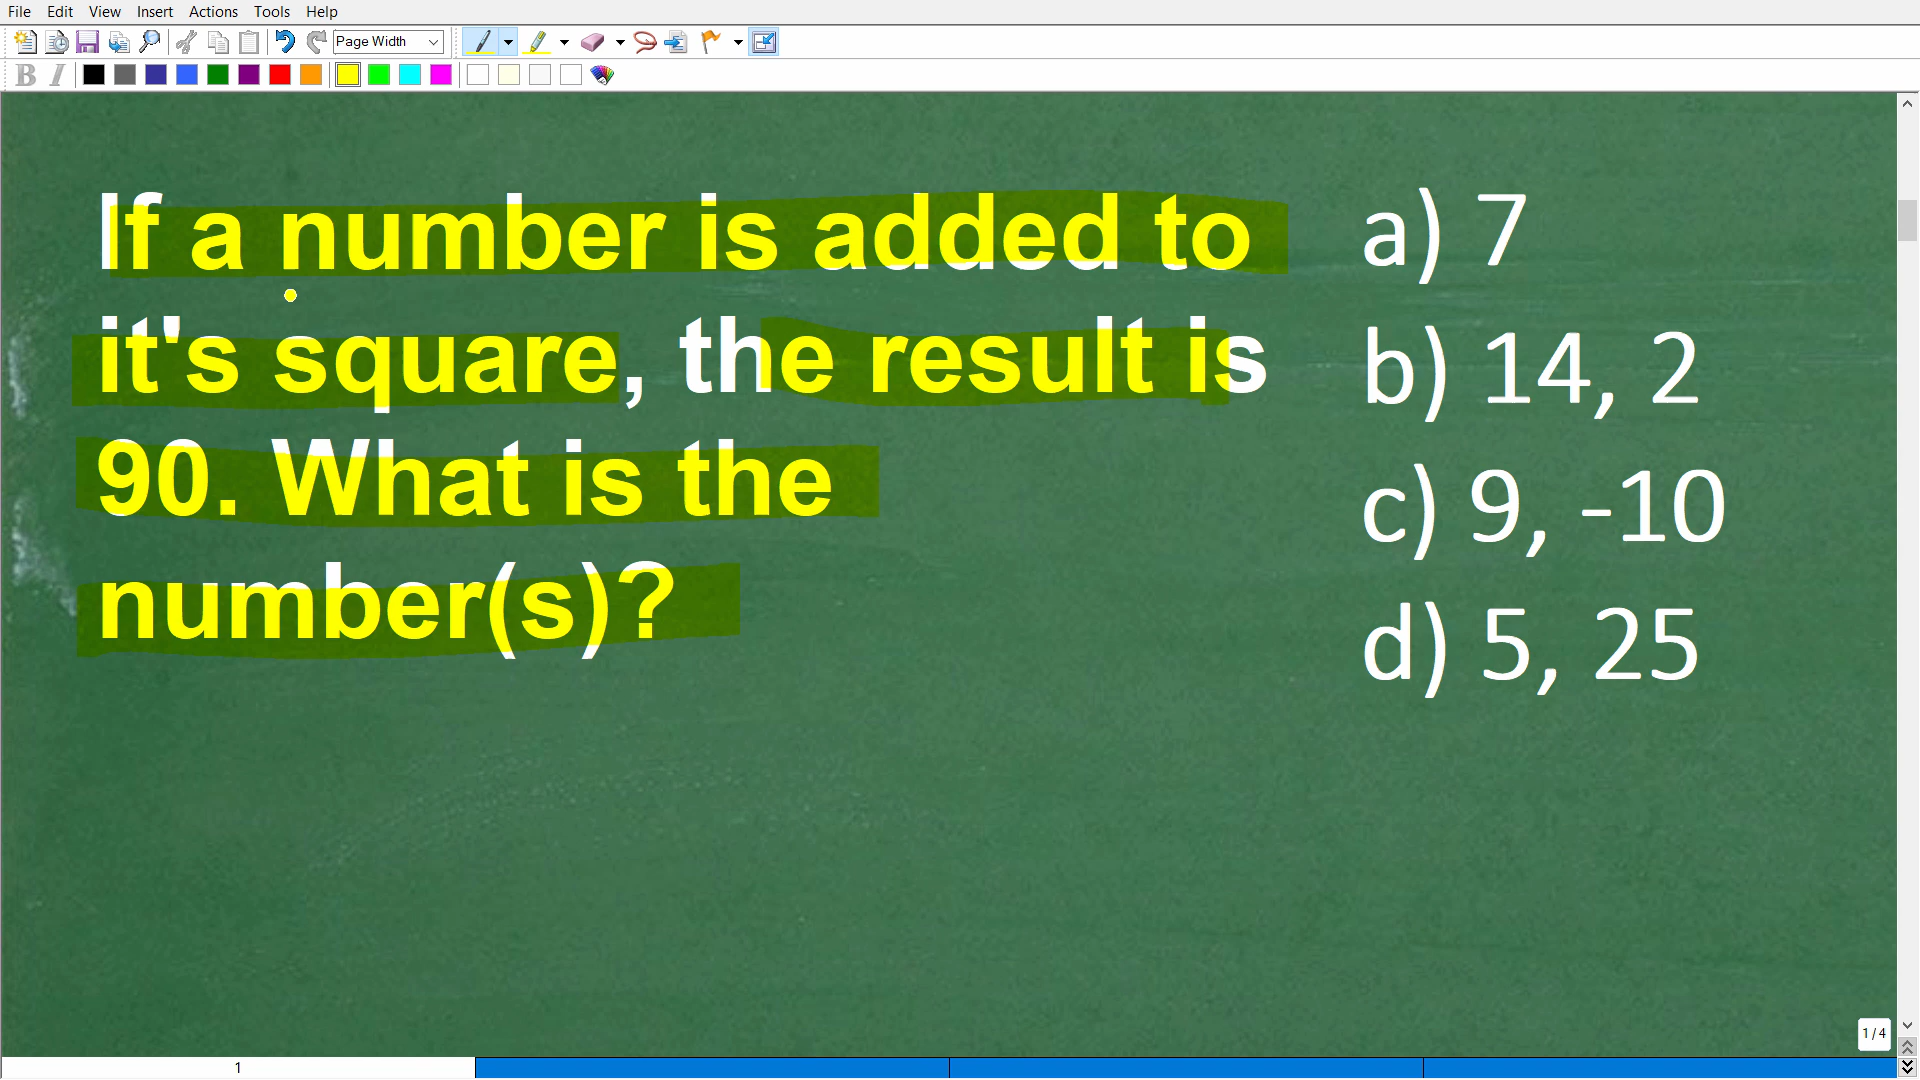 File Edit View Insert Actions Tools Help
Page Width
B I
If a number is added to
it's square, the result is
90. What is the
number(s)?
a) 7
b) 14, 2
c) 9, -10
d) 5, 25
1 / 4
1